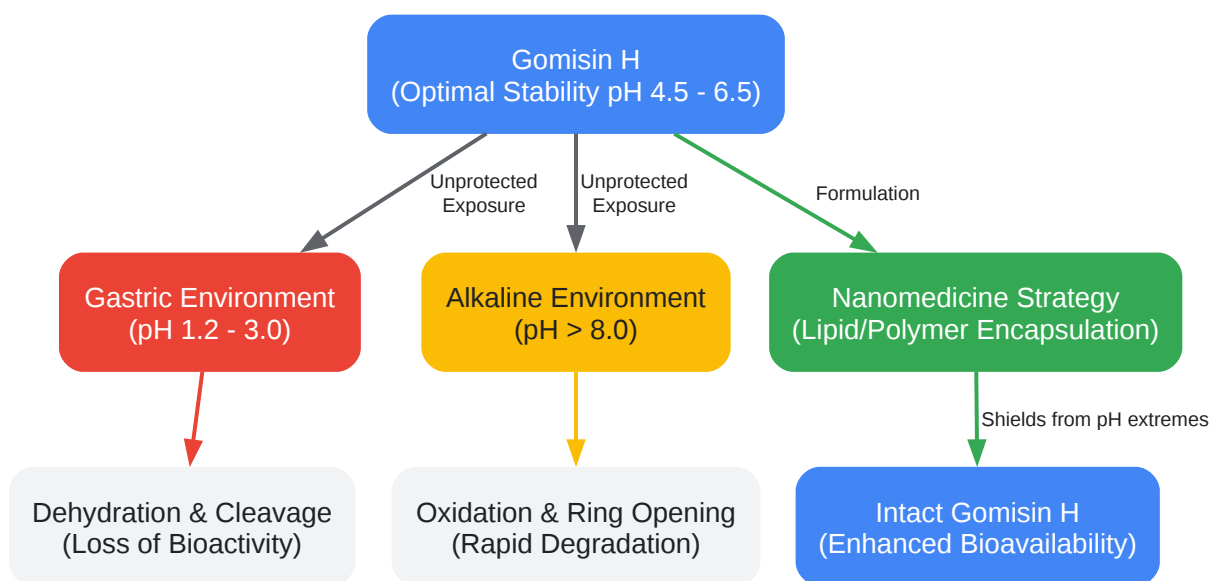 Gomisin H
(Optimal Stability pH 4.5 - 6.5)
Unprotected
Exposure
Unprotected
Exposure
Formulation
Gastric Environment
(pH 1.2 - 3.0)
Alkaline Environment
(pH > 8.0)
Nanomedicine Strategy
(Lipid/Polymer Encapsulation)
Shields from pH extremes
Dehydration & Cleavage
(Loss of Bioactivity)
Oxidation & Ring Opening
(Rapid Degradation)
Intact Gomisin H
(Enhanced Bioavailability)